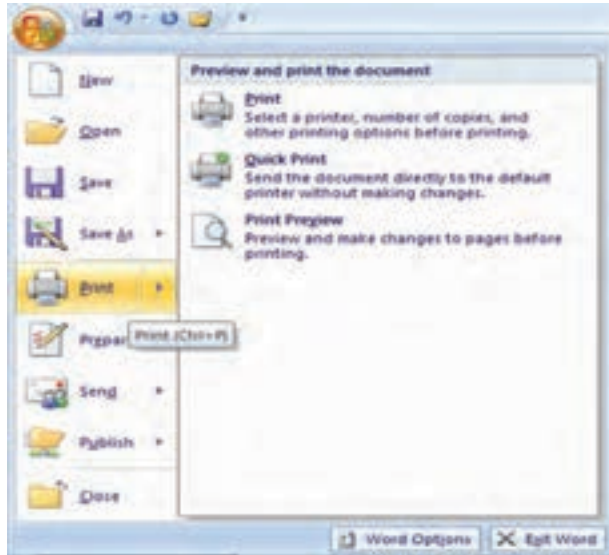 New
Open
Save
Save As
Print
Prepar
Print (Ctrl+P)
Send
Publish
Close
Preview and print the document
Print
Select a printer, number of copies, and
other printing options before printing.
Quick Print
Send the document directly to the default
printer without making changes.
Print Preview
Preview and make changes to pages before
printing.
Word Options
Exit Word